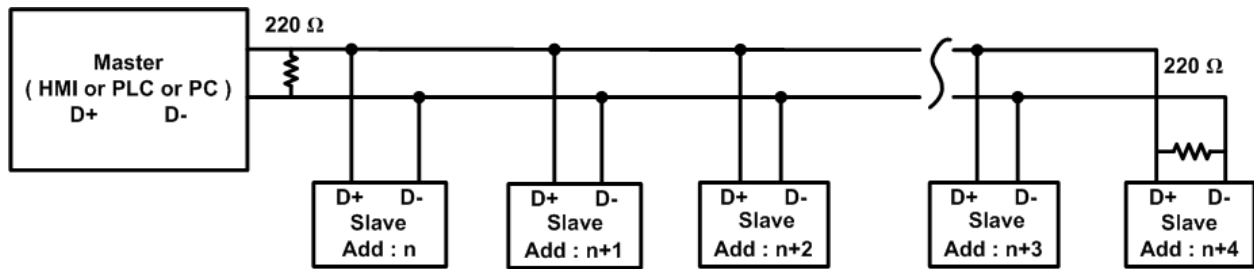 220 Ω
Master
( HMI or PLC or PC )
D+ D-
220 Ω
D+ D-
Slave
Add : n
D+ D-
Slave
Add : n+1
D+ D-
Slave
Add : n+2
D+ D-
Slave
Add : n+3
D+ D-
Slave
Add : n+4